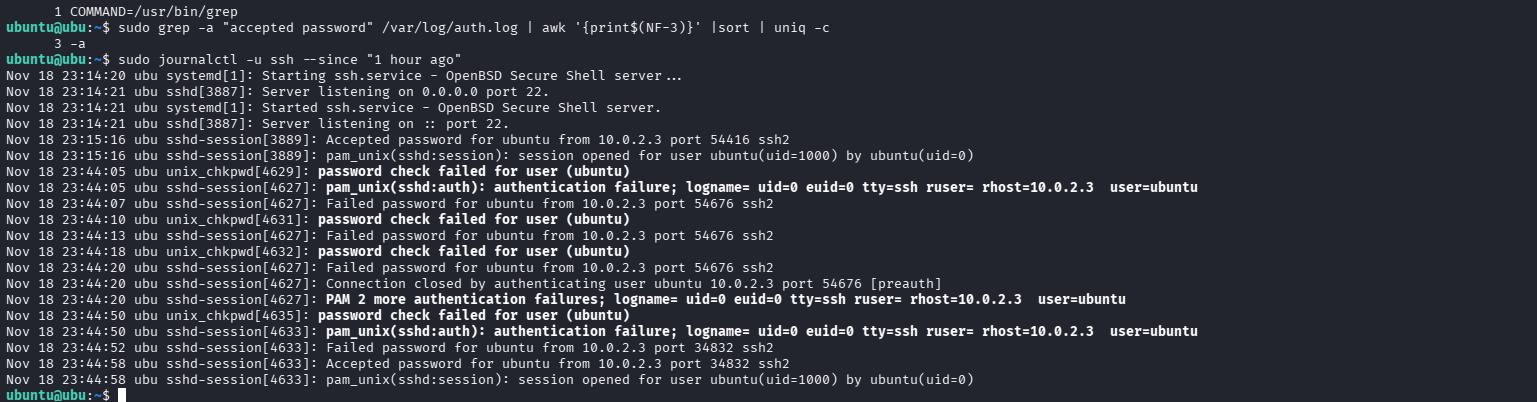 1 COMMAND=/usr/bin/grep
ubuntu@ubu:~$ sudo grep -a "accepted password" /var/log/auth.log | awk '{print$(NF-3)}' |sort | uniq -c
      3 -a
ubuntu@ubu:~$ sudo journalctl -u ssh --since "1 hour ago"
Nov 18 23:14:20 ubu systemd[1]: Starting ssh.service - OpenBSD Secure Shell server...
Nov 18 23:14:21 ubu sshd[3887]: Server listening on 0.0.0.0 port 22.
Nov 18 23:14:21 ubu systemd[1]: Started ssh.service - OpenBSD Secure Shell server.
Nov 18 23:14:21 ubu sshd[3887]: Server listening on :: port 22.
Nov 18 23:15:16 ubu sshd-session[3889]: Accepted password for ubuntu from 10.0.2.3 port 54416 ssh2
Nov 18 23:15:16 ubu sshd-session[3889]: pam_unix(sshd:session): session opened for user ubuntu(uid=1000) by ubuntu(uid=0)
Nov 18 23:44:05 ubu unix_chkpwd[4629]: password check failed for user (ubuntu)
Nov 18 23:44:05 ubu sshd-session[4627]: pam_unix(sshd:auth): authentication failure; logname= uid=0 euid=0 tty=ssh ruser= rhost=10.0.2.3  user=ubuntu
Nov 18 23:44:07 ubu sshd-session[4627]: Failed password for ubuntu from 10.0.2.3 port 54676 ssh2
Nov 18 23:44:10 ubu unix_chkpwd[4631]: password check failed for user (ubuntu)
Nov 18 23:44:13 ubu sshd-session[4627]: Failed password for ubuntu from 10.0.2.3 port 54676 ssh2
Nov 18 23:44:18 ubu unix_chkpwd[4632]: password check failed for user (ubuntu)
Nov 18 23:44:20 ubu sshd-session[4627]: Failed password for ubuntu from 10.0.2.3 port 54676 ssh2
Nov 18 23:44:20 ubu sshd-session[4627]: Connection closed by authenticating user ubuntu 10.0.2.3 port 54676 [preauth]
Nov 18 23:44:20 ubu sshd-session[4627]: PAM 2 more authentication failures; logname= uid=0 euid=0 tty=ssh ruser= rhost=10.0.2.3  user=ubuntu
Nov 18 23:44:50 ubu unix_chkpwd[4635]: password check failed for user (ubuntu)
Nov 18 23:44:50 ubu sshd-session[4633]: pam_unix(sshd:auth): authentication failure; logname= uid=0 euid=0 tty=ssh ruser= rhost=10.0.2.3  user=ubuntu
Nov 18 23:44:52 ubu sshd-session[4633]: Failed password for ubuntu from 10.0.2.3 port 34832 ssh2
Nov 18 23:44:58 ubu sshd-session[4633]: Accepted password for ubuntu from 10.0.2.3 port 34832 ssh2
Nov 18 23:44:58 ubu sshd-session[4633]: pam_unix(sshd:session): session opened for user ubuntu(uid=1000) by ubuntu(uid=0)
ubuntu@ubu:~$